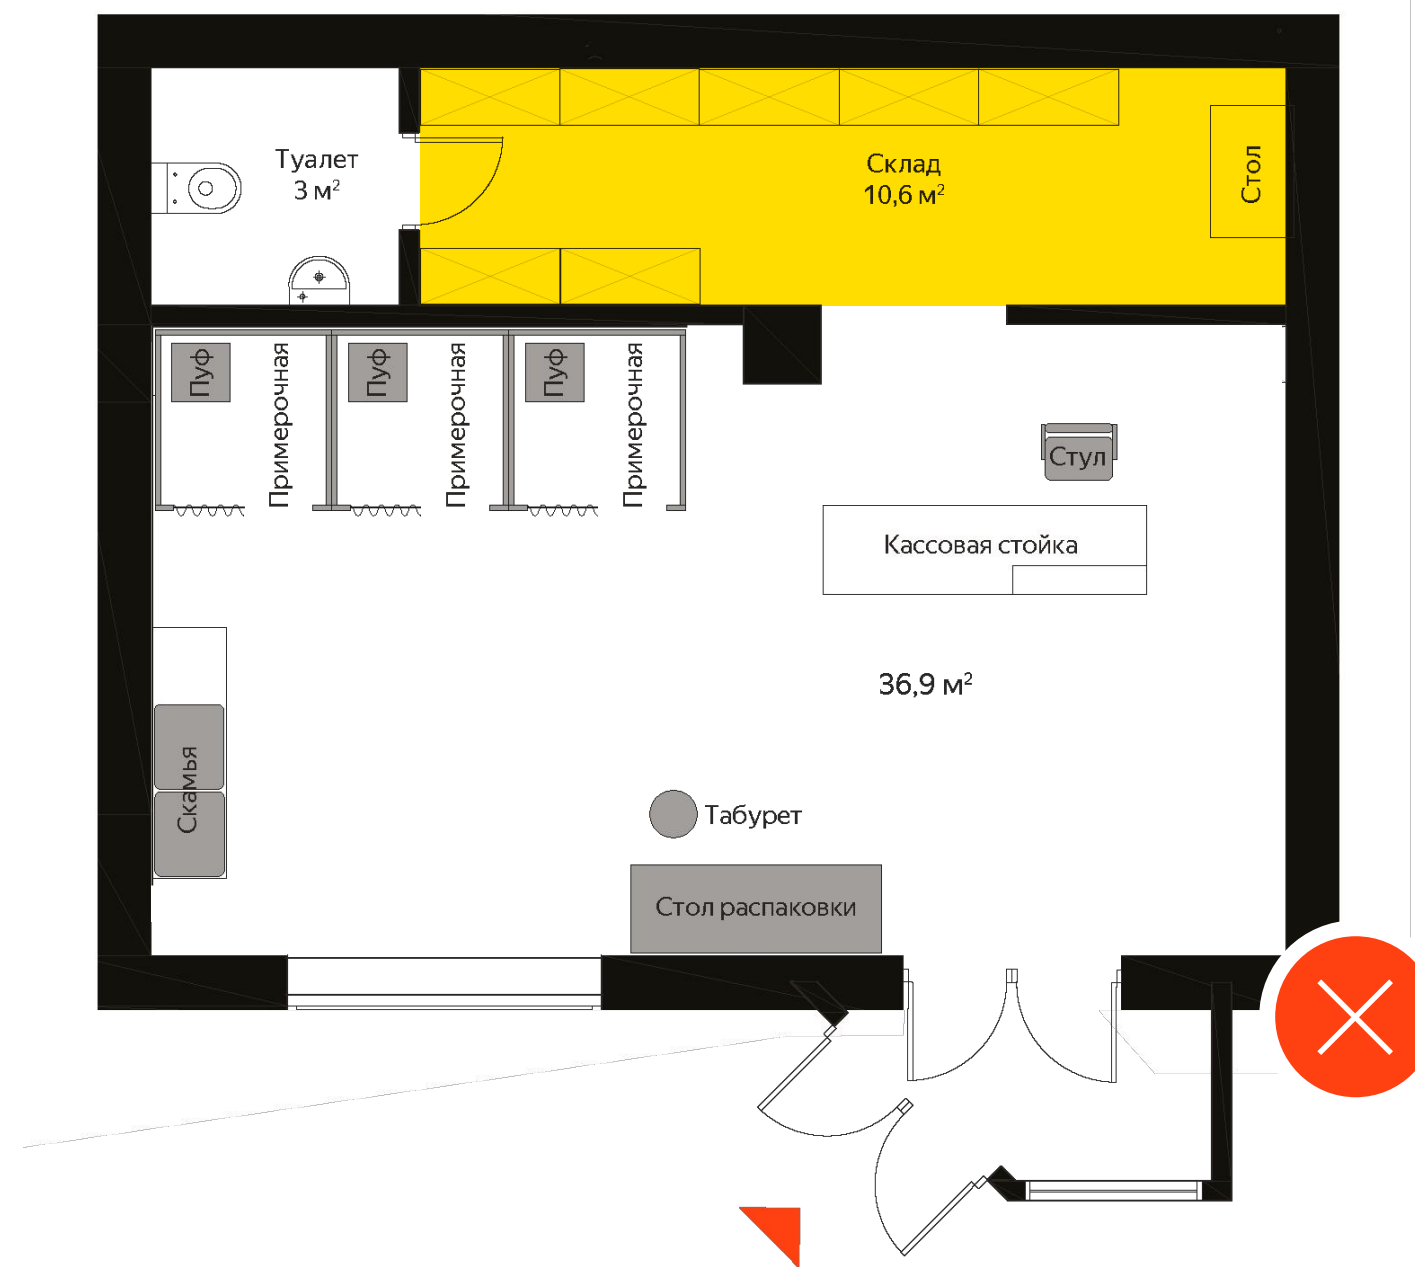 Туалет
3 м²
Склад
10,6 м²
Стол
Пуф
Примерочная
Пуф
Примерочная
Пуф
Примерочная
Стул
Кассовая стойка
36,9 м²
Скамья
Табурет
Стол распаковки